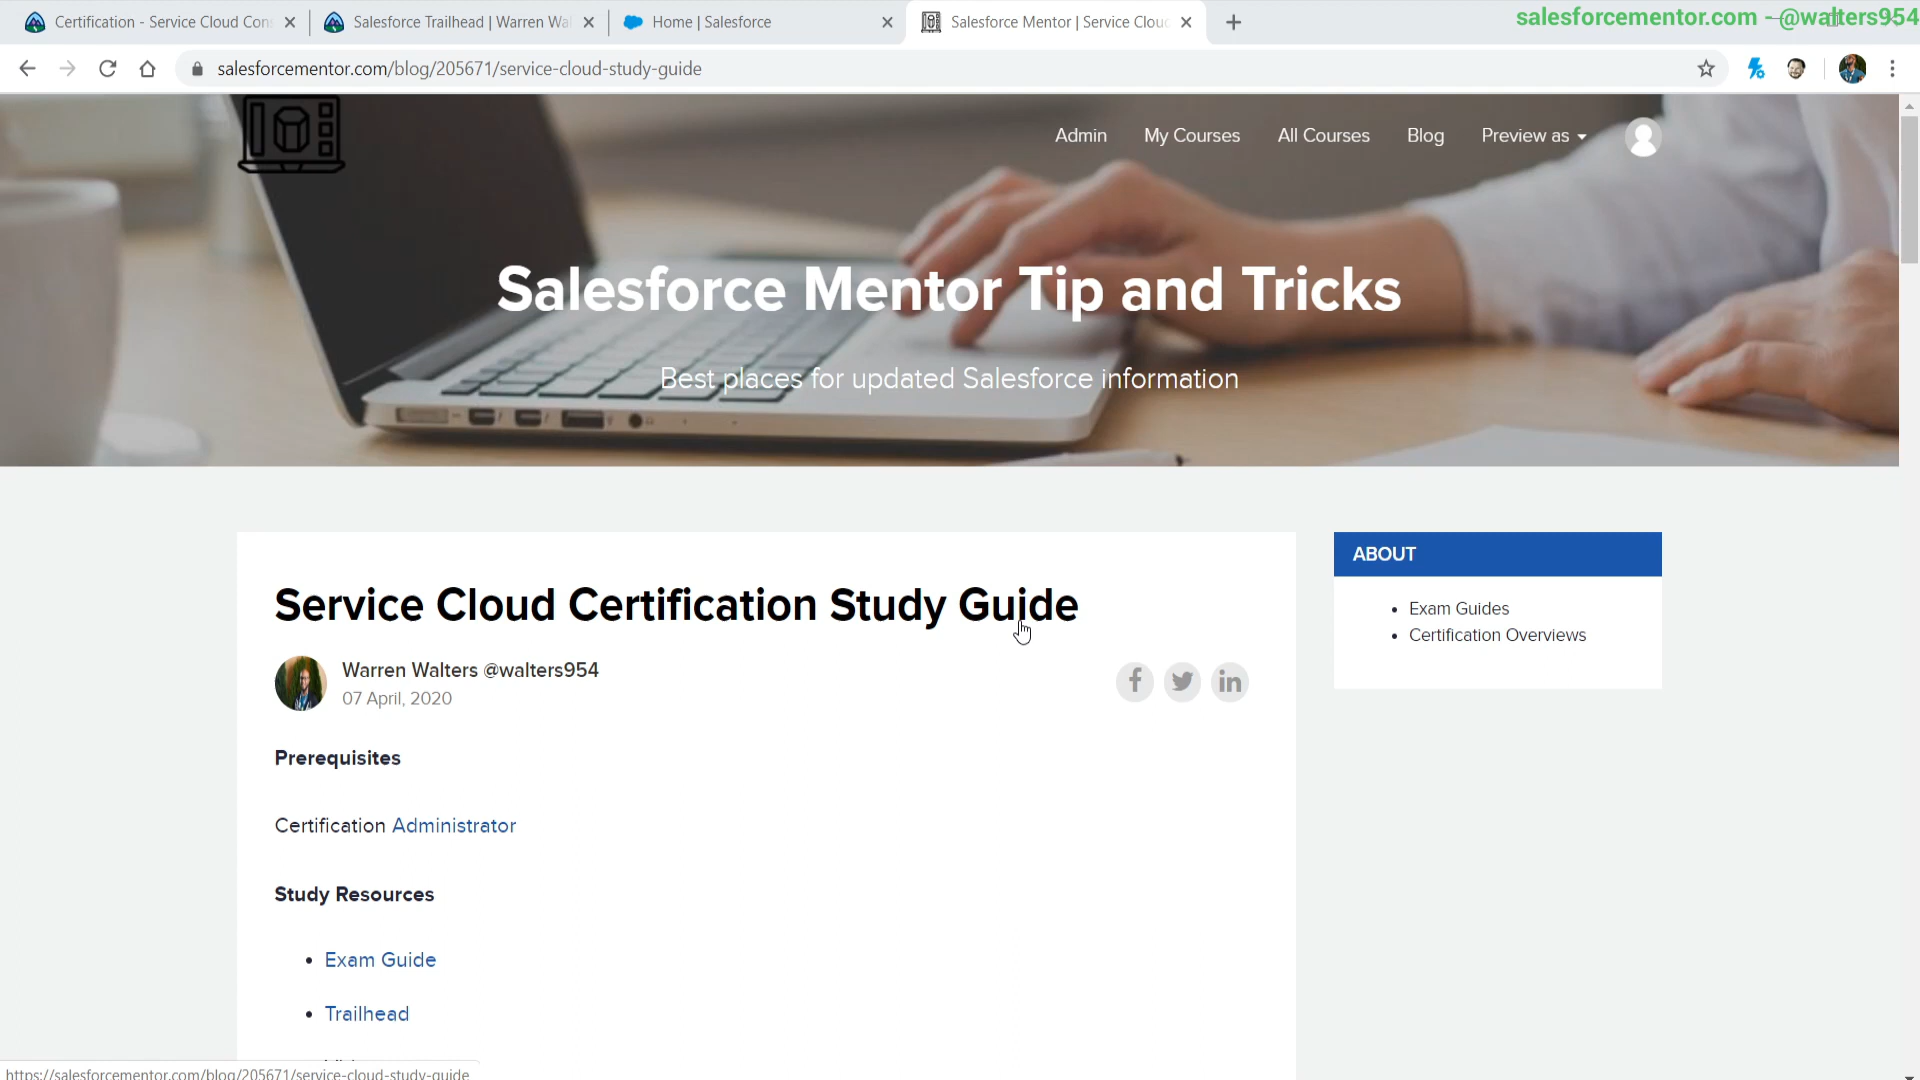 Certification - Service Cloud Con
Salesforce Trailhead | Warren Wal
Home | Salesforce
Salesforce Mentor | Service Clou
salesforcementor.com - @walters954
salesforcementor.com/blog/205671/service-cloud-study-guide
Admin
My Courses
All Courses
Blog
Preview as
Salesforce Mentor Tip and Tricks
Best places for updated Salesforce information
Service Cloud Certification Study Guide
Warren Walters @walters954
07 April, 2020
Prerequisites
Certification Administrator
Study Resources
• Exam Guide
• Trailhead
ABOUT
• Exam Guides
• Certification Overviews
https://salesforcementor.com/blog/205671/service-cloud-study-guide